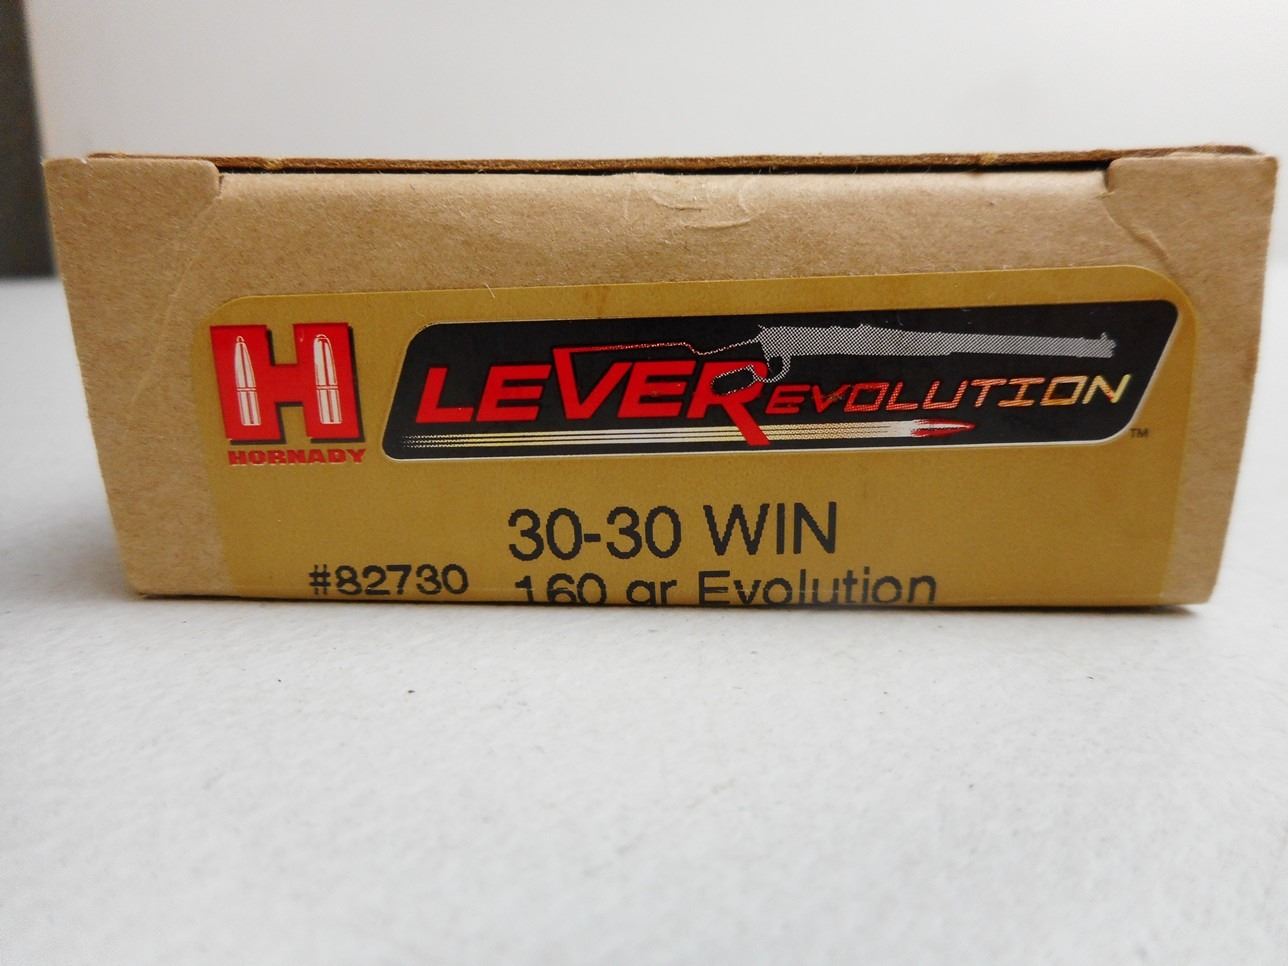 H
HORNADY
LEVEREVOLUTION
TM
30-30 WIN
#82730
160 gr Evolution